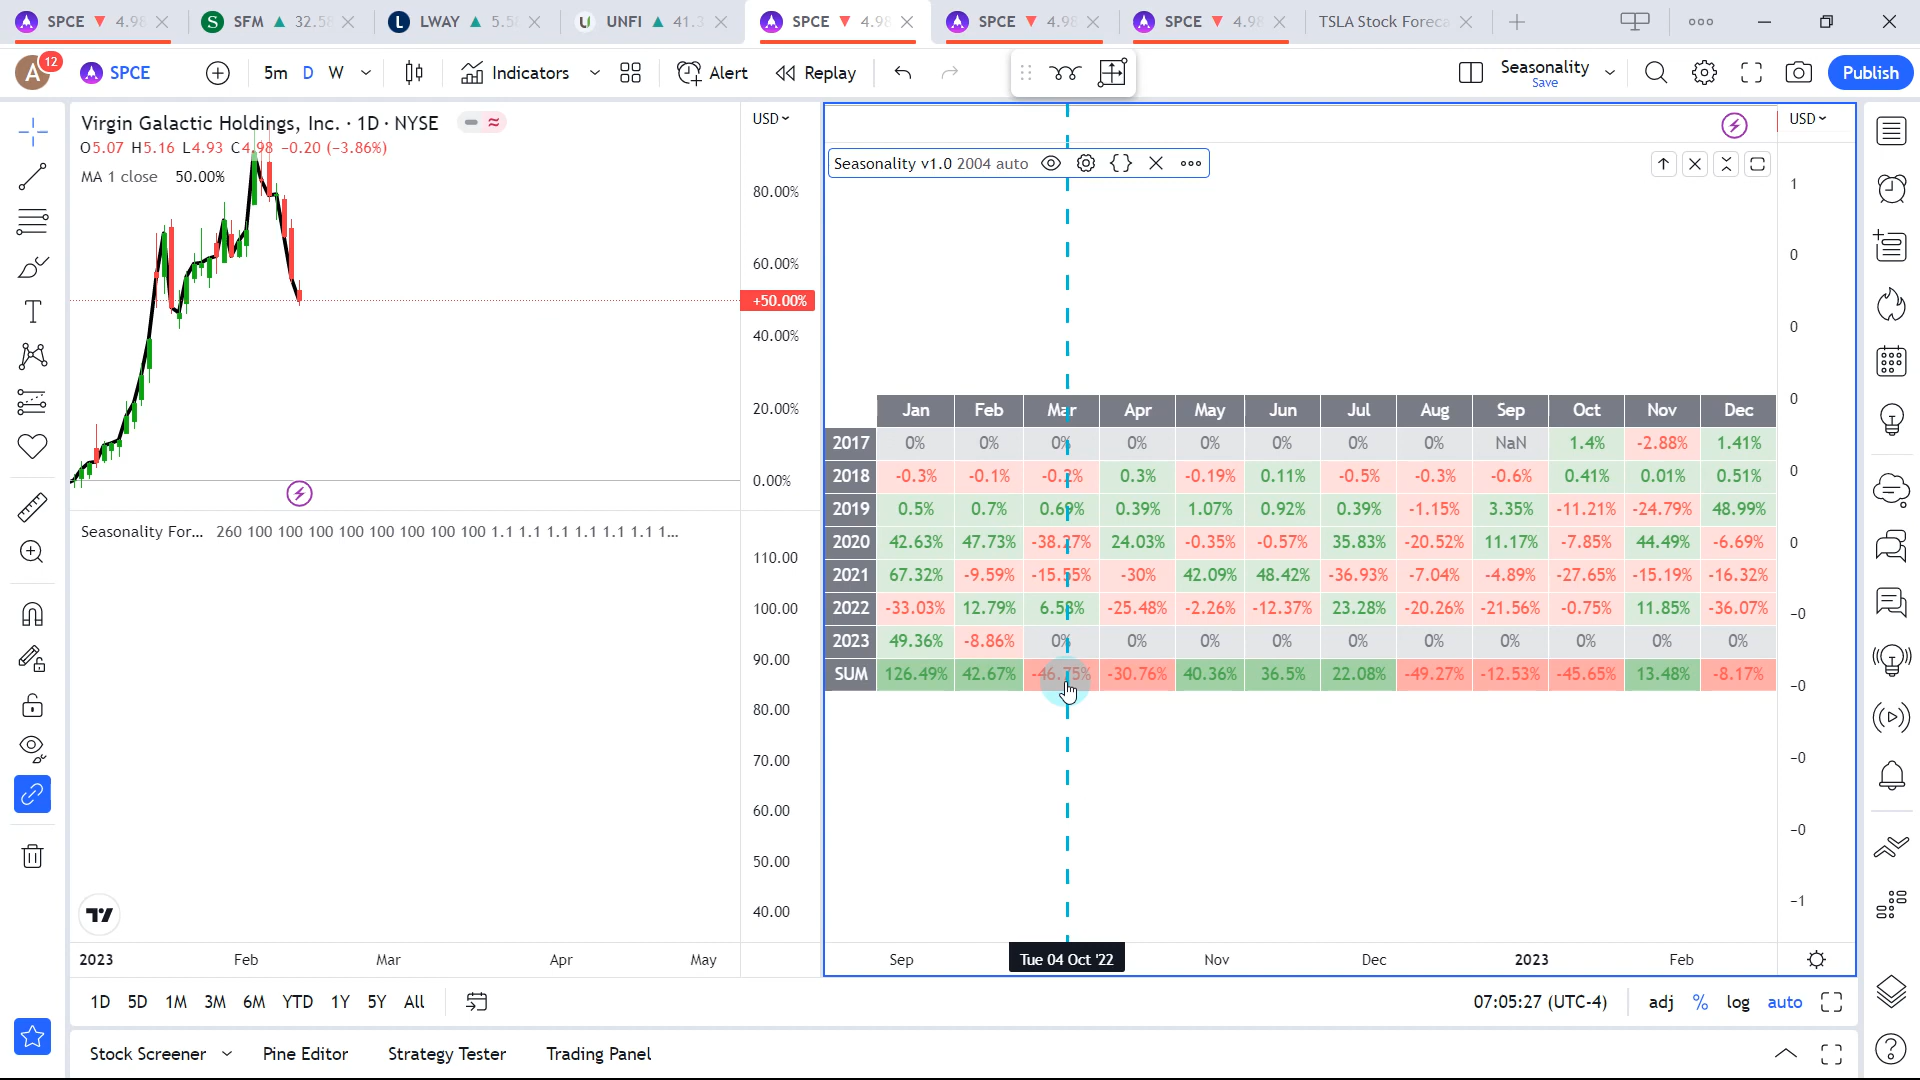 SPCE ▼ 4.98
SFM ▲ 32.58
LWAY ▲ 5.5
UNFI ▲ 41.3
SPCE ▼ 4.98
SPCE ▼ 4.98
SPCE ▼ 4.98
TSLA Stock Foreca
A
12
SPCE
5m D W
Indicators
Alert
Replay
Seasonality
Save
Publish
Virgin Galactic Holdings, Inc. · 1D · NYSE
O5.07 H5.16 L4.93 C4.98 −0.20 (−3.86%)
MA 1 close 50.00%
USD
80.00%
60.00%
+50.00%
40.00%
20.00%
0.00%
Seasonality For... 260 100 100 100 100 100 100 100 100 1.1 1.1 1.1 1.1 1.1 1...
110.00
100.00
90.00
80.00
70.00
60.00
50.00
40.00
2023 Feb Mar Apr May
Seasonality v1.0 2004 auto
USD
1
0
0
0
0
0
−0
−0
−0
−0
−1
Jan Feb Mar Apr May Jun Jul Aug Sep Oct Nov Dec
2017 0% 0% 0% 0% 0% 0% 0% 0% NaN 1.4% -2.88% 1.41%
2018 -0.3% -0.1% -0.2% 0.3% -0.19% 0.11% -0.5% -0.3% -0.6% 0.41% 0.01% 0.51%
2019 0.5% 0.7% 0.69% 0.39% 1.07% 0.92% 0.39% -1.15% 3.35% -11.21% -24.79% 48.99%
2020 42.63% 47.73% -38.27% 24.03% -0.35% -0.57% 35.83% -20.52% 11.17% -7.85% 44.49% -6.69%
2021 67.32% -9.59% -15.55% -30% 42.09% 48.42% -36.93% -7.04% -4.89% -27.65% -15.19% -16.32%
2022 -33.03% 12.79% 6.58% -25.48% -2.26% -12.37% 23.28% -20.26% -21.56% -0.75% 11.85% -36.07%
2023 49.36% -8.86% 0% 0% 0% 0% 0% 0% 0% 0% 0% 0%
SUM 126.49% 42.67% -46.75% -30.76% 40.36% 36.5% 22.08% -49.27% -12.53% -45.65% 13.48% -8.17%
Sep Tue 04 Oct '22 Nov Dec 2023 Feb
1D 5D 1M 3M 6M YTD 1Y 5Y All
07:05:27 (UTC-4) adj % log auto
Stock Screener Pine Editor Strategy Tester Trading Panel